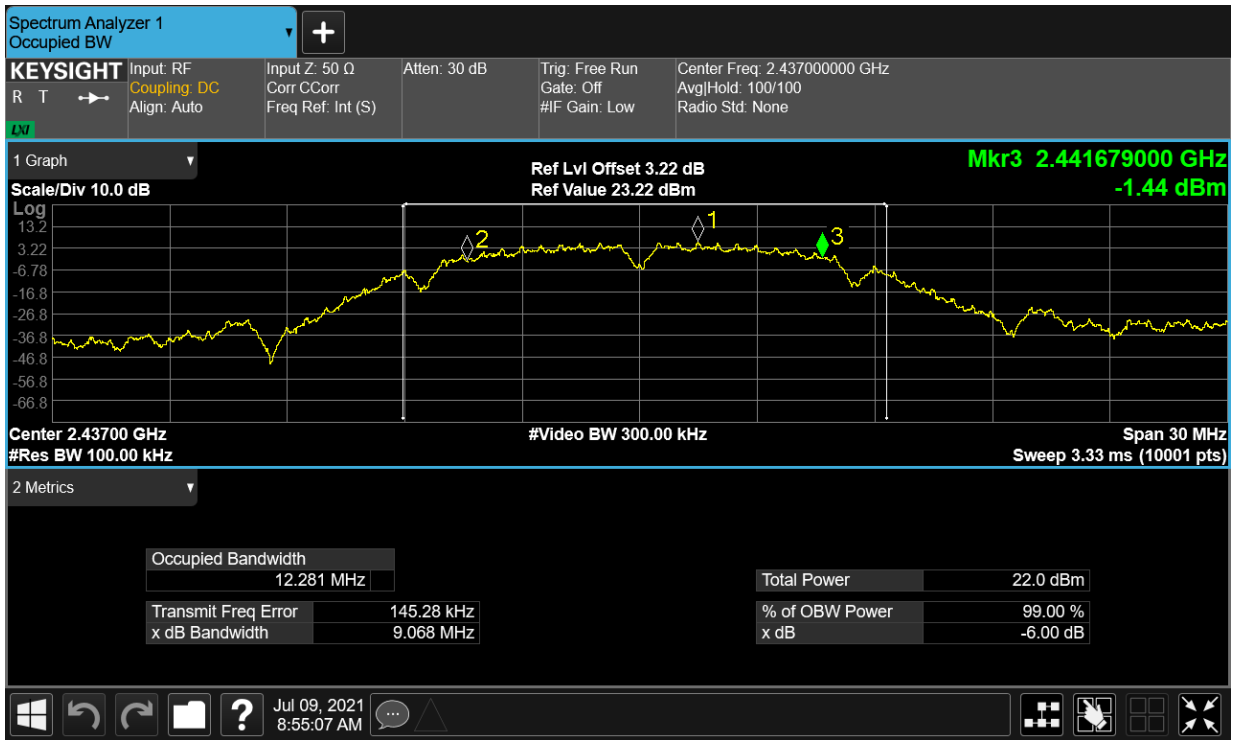 Spectrum Analyzer 1
Occupied BW
KEYSIGHT
R T
LXI
Input: RF
Coupling: DC
Align: Auto
Input Z: 50 Ω
Corr CCorr
Freq Ref: Int (S)
Atten: 30 dB
Trig: Free Run
Gate: Off
#IF Gain: Low
Center Freq: 2.437000000 GHz
Avg|Hold: 100/100
Radio Std: None
1 Graph
Scale/Div 10.0 dB
Ref Lvl Offset 3.22 dB
Ref Value 23.22 dBm
Mkr3 2.441679000 GHz
-1.44 dBm
Log
13.2
3.22
-6.78
-16.8
-26.8
-36.8
-46.8
-56.8
-66.8
2
1
3
Center 2.43700 GHz
#Video BW 300.00 kHz
Span 30 MHz
#Res BW 100.00 kHz
Sweep 3.33 ms (10001 pts)
2 Metrics
Occupied Bandwidth
12.281 MHz
Total Power 22.0 dBm
Transmit Freq Error 145.28 kHz
% of OBW Power 99.00 %
x dB Bandwidth 9.068 MHz
x dB -6.00 dB
?
Jul 09, 2021
8:55:07 AM